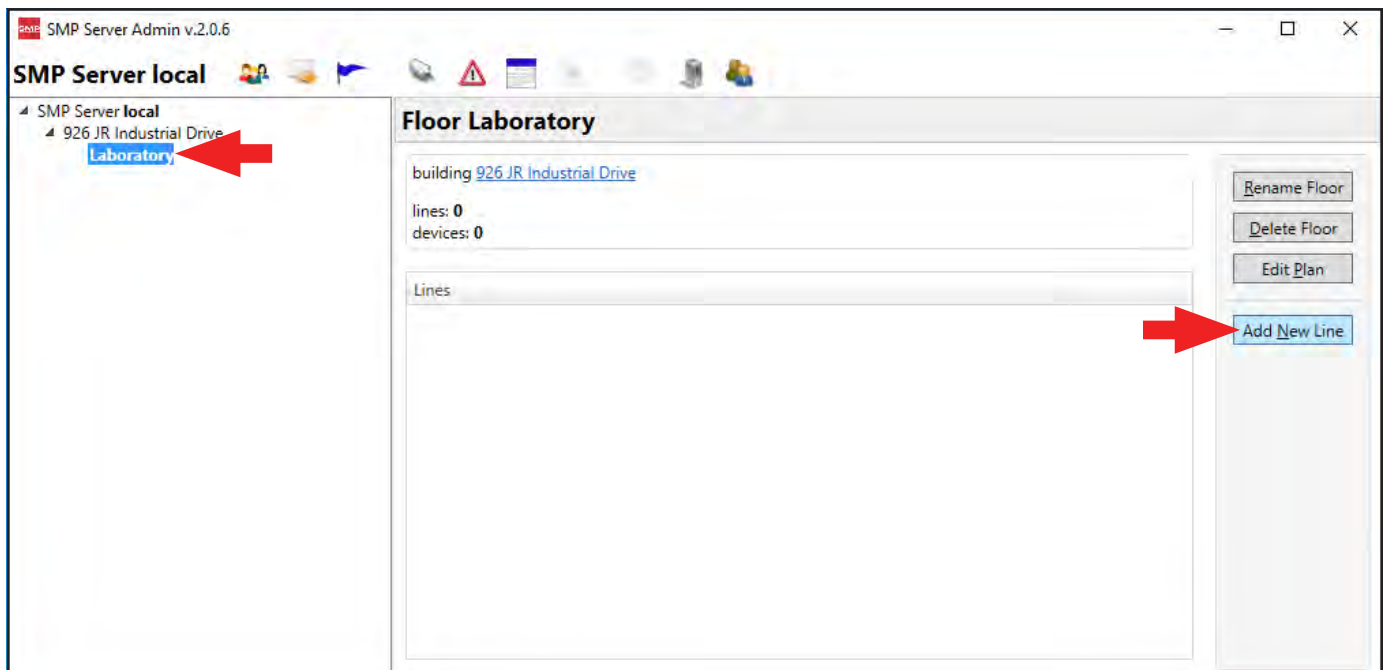 SMP SMP Server Admin v.2.0.6
SMP Server local
SMP Server local
926 JR Industrial Drive
Laboratory
Floor Laboratory
building 926 JR Industrial Drive
lines: 0
devices: 0
Lines
Rename Floor
Delete Floor
Edit Plan
Add New Line